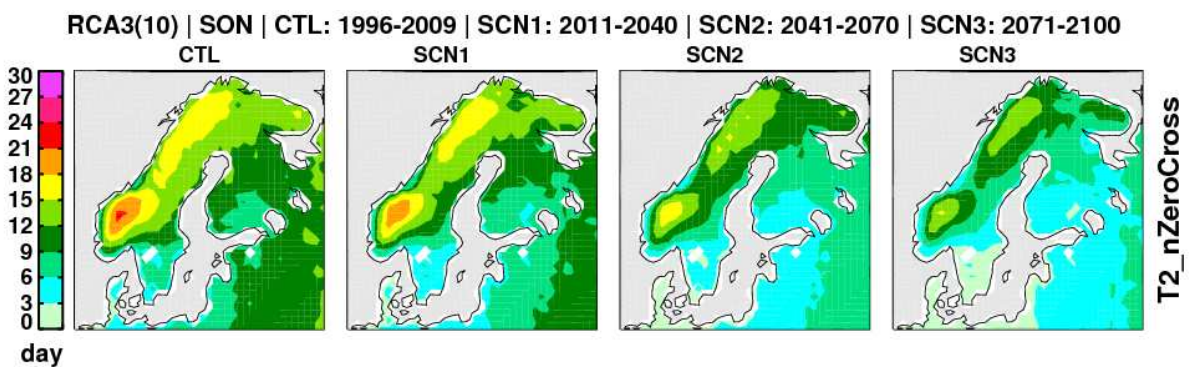 RCA3(10) | SON | CTL: 1996-2009 | SCN1: 2011-2040 | SCN2: 2041-2070 | SCN3: 2071-2100
CTL SCN1 SCN2 SCN3
30
27
24
21
18
15
12
9
6
3
0
day
T2_nZeroCross